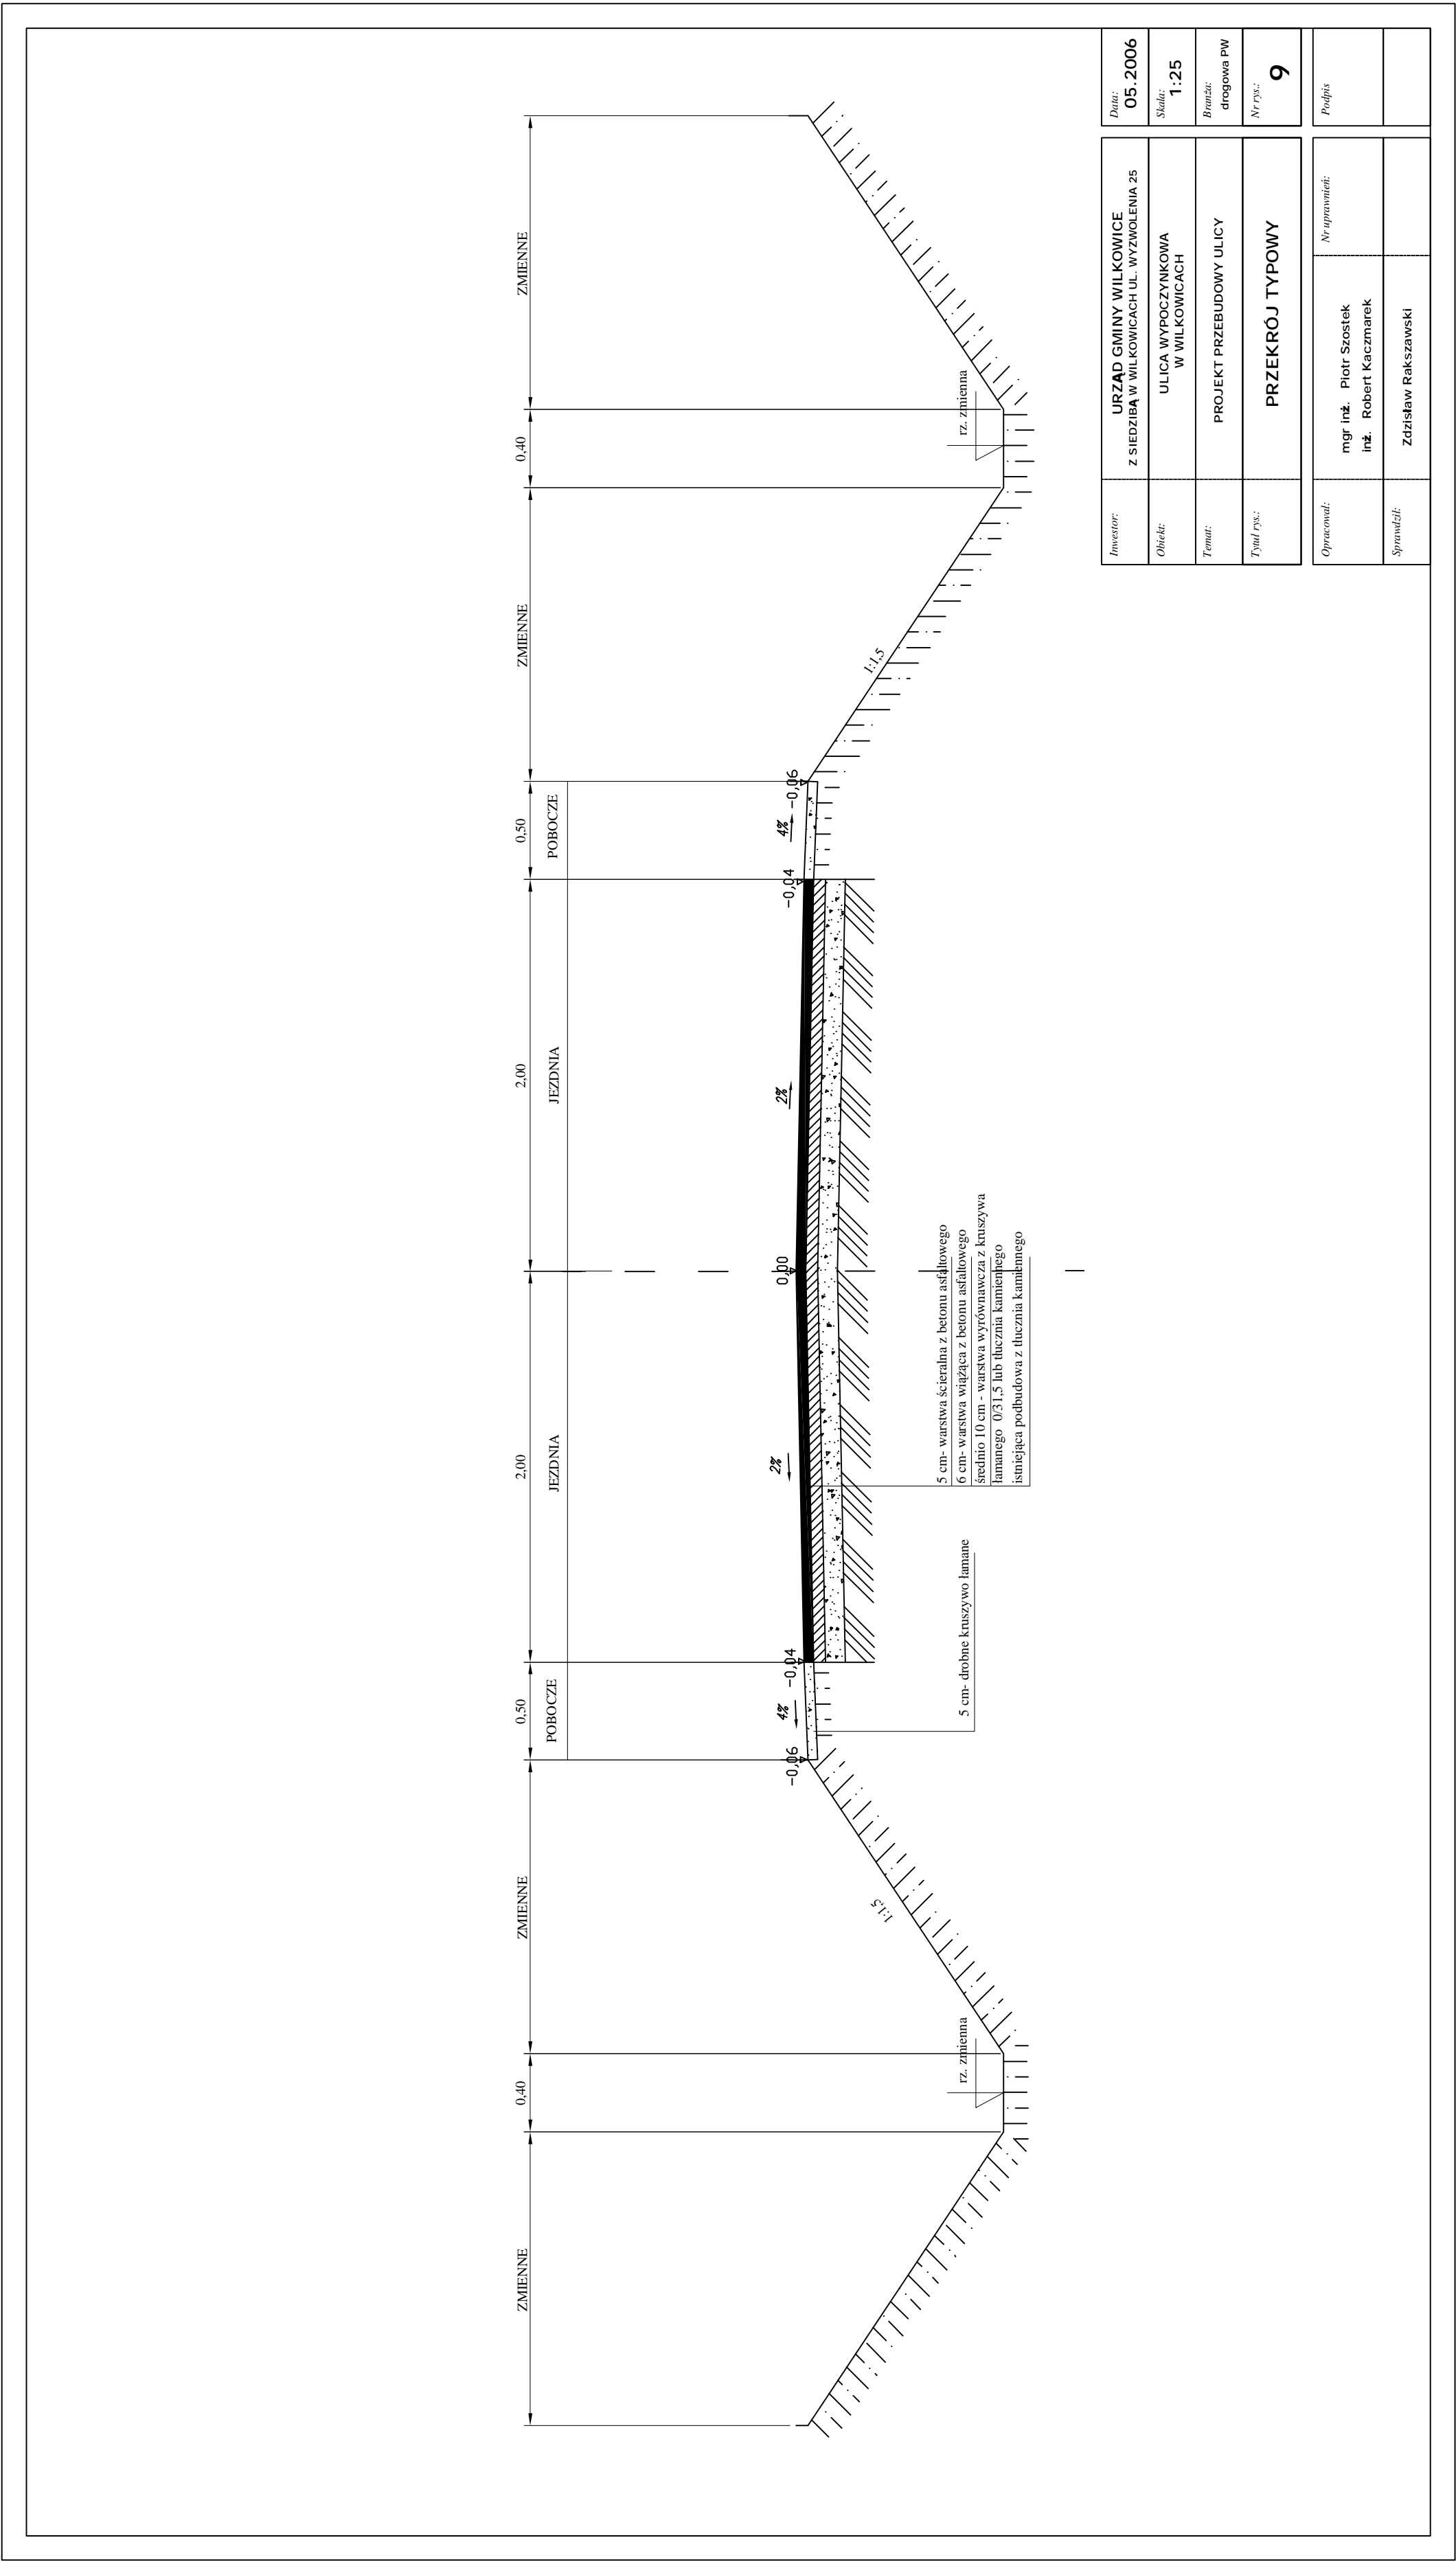 ZMIENNE
0,40
ZMIENNE
0,50
2,00
2,00
0,50
ZMIENNE
0,40
ZMIENNE
POBOCZE
JEZDNIA
JEZDNIA
POBOCZE
-0,06
4%
-0,04
2%
0,00
2%
-0,04
4%
-0,06
1:1,5
1:1,5
rz. zmienna
rz. zmienna
5 cm- drobne kruszywo łamane
5 cm- warstwa ścieralna z betonu asfaltowego
6 cm- warstwa wiążąca z betonu asfaltowego
średnio 10 cm - warstwa wyrównawcza z kruszywa
łamanego 0/31,5 lub tłucznia kamiennego
istniejąca podbudowa z tłucznia kamiennego
Inwestor:
URZĄD GMINY WILKOWICE
Z SIEDZIBĄ W WILKOWICACH UL. WYZWOLENIA 25
Data:
05.2006
Obiekt:
ULICA WYPOCZYNKOWA
W WILKOWICACH
Skala:
1:25
Temat:
PROJEKT PRZEBUDOWY ULICY
Branża:
drogowa PW
Tytuł rys.:
PRZEKRÓJ TYPOWY
Nr rys.:
9
Opracował:
mgr inż. Piotr Szostek
inż. Robert Kaczmarek
Nr uprawnień:
Podpis
Sprawdził:
Zdzisław Rakszawski